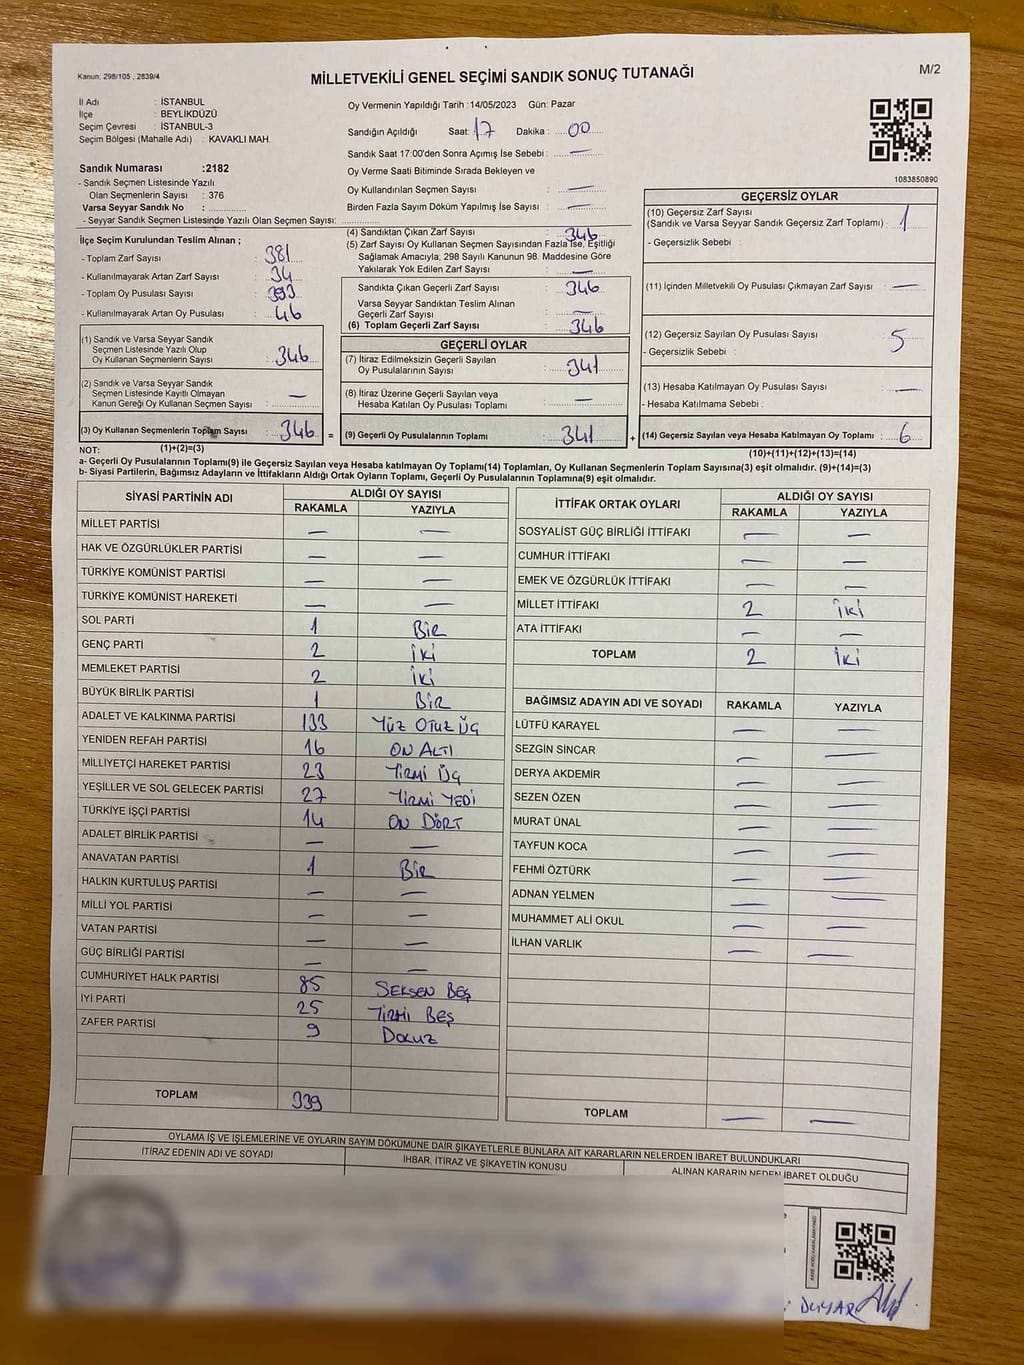 Kanun: 298/105 , 2839/4
MİLLETVEKİLİ GENEL SEÇİMİ SANDIK SONUÇ TUTANAĞI
M/2
İl Adı : İSTANBUL
İlçe : BEYLİKDÜZÜ
Seçim Çevresi : İSTANBUL-3
Seçim Bölgesi (Mahalle Adı) : KAVAKLI MAH.
Sandık Numarası :2182
- Sandık Seçmen Listesinde Yazılı
Olan Seçmenlerin Sayısı : 376
Varsa Seyyar Sandık No : ..............
- Seyyar Sandık Seçmen Listesinde Yazılı Olan Seçmen Sayısı: ..............
Oy Vermenin Yapıldığı Tarih :14/05/2023 Gün: Pazar
Sandığın Açıldığı Saat: 17 Dakika : 00
Sandık Saat 17:00'den Sonra Açımış İse Sebebi : —
Oy Verme Saati Bitiminde Sırada Bekleyen ve
Oy Kullandırılan Seçmen Sayısı : —
Birden Fazla Sayım Döküm Yapılmış İse Sayısı : —
1083850890
İlçe Seçim Kurulundan Teslim Alınan ;
- Toplam Zarf Sayısı : 381
- Kullanılmayarak Artan Zarf Sayısı : 34
- Toplam Oy Pusulası Sayısı : 393
- Kullanılmayarak Artan Oy Pusulası : 46
(4) Sandıktan Çıkan Zarf Sayısı : 346
(5) Zarf Sayısı Oy Kullanan Seçmen Sayısından Fazla İse, Eşitliği
Sağlamak Amacıyla, 298 Sayılı Kanunun 98. Maddesine Göre
Yakılarak Yok Edilen Zarf Sayısı : —
Sandıkta Çıkan Geçerli Zarf Sayısı : 346
Varsa Seyyar Sandıktan Teslim Alınan
Geçerli Zarf Sayısı : —
(6) Toplam Geçerli Zarf Sayısı : 346
GEÇERSİZ OYLAR
(10) Geçersiz Zarf Sayısı
(Sandık ve Varsa Seyyar Sandık Geçersiz Zarf Toplamı) : 1
- Geçersizlik Sebebi :
(11) İçinden Milletvekili Oy Pusulası Çıkmayan Zarf Sayısı : —
(12) Geçersiz Sayılan Oy Pusulası Sayısı : 5
- Geçersizlik Sebebi :
(13) Hesaba Katılmayan Oy Pusulası Sayısı : —
- Hesaba Katılmama Sebebi :
(14) Geçersiz Sayılan veya Hesaba Katılmayan Oy Toplamı : 6
(10)+(11)+(12)+(13)=(14)
(1) Sandık ve Varsa Seyyar Sandık
Seçmen Listesinde Yazılı Olup
Oy Kullanan Seçmenlerin Sayısı : 346
(2) Sandık ve Varsa Seyyar Sandık
Seçmen Listesinde Kayıtlı Olmayan
Kanun Gereği Oy Kullanan Seçmen Sayısı : —
(3) Oy Kullanan Seçmenlerin Toplam Sayısı : 346 =
(1)+(2)=(3)
GEÇERLİ OYLAR
(7) İtiraz Edilmeksizin Geçerli Sayılan
Oy Pusulalarının Sayısı : 341
(8) İtiraz Üzerine Geçerli Sayılan veya
Hesaba Katılan Oy Pusulası Toplamı : —
(9) Geçerli Oy Pusulalarının Toplamı : 341 +
NOT:
a- Geçerli Oy Pusulalarının Toplamı(9) ile Geçersiz Sayılan veya Hesaba katılmayan Oy Toplamı(14) Toplamları, Oy Kullanan Seçmenlerin Toplam Sayısına(3) eşit olmalıdır. (9)+(14)=(3)
b- Siyasi Partilerin, Bağımsız Adayların ve İttifakların Aldığı Ortak Oyların Toplamı, Geçerli Oy Pusulalarının Toplamına(9) eşit olmalıdır.
SİYASİ PARTİNİN ADI ALDIĞI OY SAYISI
RAKAMLA YAZIYLA
MİLLET PARTİSİ — —
HAK VE ÖZGÜRLÜKLER PARTİSİ — —
TÜRKİYE KOMÜNİST PARTİSİ — —
TÜRKİYE KOMÜNİST HAREKETİ — —
SOL PARTİ 1 Bir
GENÇ PARTİ 2 İki
MEMLEKET PARTİSİ 2 İki
BÜYÜK BİRLİK PARTİSİ 1 Bir
ADALET VE KALKINMA PARTİSİ 133 Yüz Otuz Üç
YENİDEN REFAH PARTİSİ 16 ON ALTI
MİLLİYETÇİ HAREKET PARTİSİ 23 Yirmi Üç
YEŞİLLER VE SOL GELECEK PARTİSİ 27 Yirmi Yedi
TÜRKİYE İŞÇİ PARTİSİ 14 ON DÖRT
ADALET BİRLİK PARTİSİ — —
ANAVATAN PARTİSİ 1 Bir
HALKIN KURTULUŞ PARTİSİ — —
MİLLİ YOL PARTİSİ — —
VATAN PARTİSİ — —
GÜÇ BİRLİĞİ PARTİSİ — —
CUMHURİYET HALK PARTİSİ 85 SEKSEN BEŞ
İYİ PARTİ 25 Yirmi BEŞ
ZAFER PARTİSİ 9 Dokuz
TOPLAM 339
İTTİFAK ORTAK OYLARI ALDIĞI OY SAYISI
RAKAMLA YAZIYLA
SOSYALİST GÜÇ BİRLİĞİ İTTİFAKI — —
CUMHUR İTTİFAKI — —
EMEK VE ÖZGÜRLÜK İTTİFAKI — —
MİLLET İTTİFAKI 2 İki
ATA İTTİFAKI — —
TOPLAM 2 İki
BAĞIMSIZ ADAYIN ADI VE SOYADI RAKAMLA YAZIYLA
LÜTFÜ KARAYEL — —
SEZGİN SİNCAR — —
DERYA AKDEMİR — —
SEZEN ÖZEN — —
MURAT ÜNAL — —
TAYFUN KOCA — —
FEHMİ ÖZTÜRK — —
ADNAN YELMEN — —
MUHAMMET ALİ OKUL — —
İLHAN VARLIK — —
TOPLAM — —
OYLAMA İŞ VE İŞLEMLERİNE VE OYLARIN SAYIM DÖKÜMÜNE DAİR ŞİKAYETLERLE BUNLARA AİT KARARLARIN NELERDEN İBARET BULUNDUKLARI
İTİRAZ EDENİN ADI VE SOYADI İHBAR, İTİRAZ VE ŞİKAYETİN KONUSU ALINAN KARARIN NEDEN İBARET OLDUĞU
DUYAR